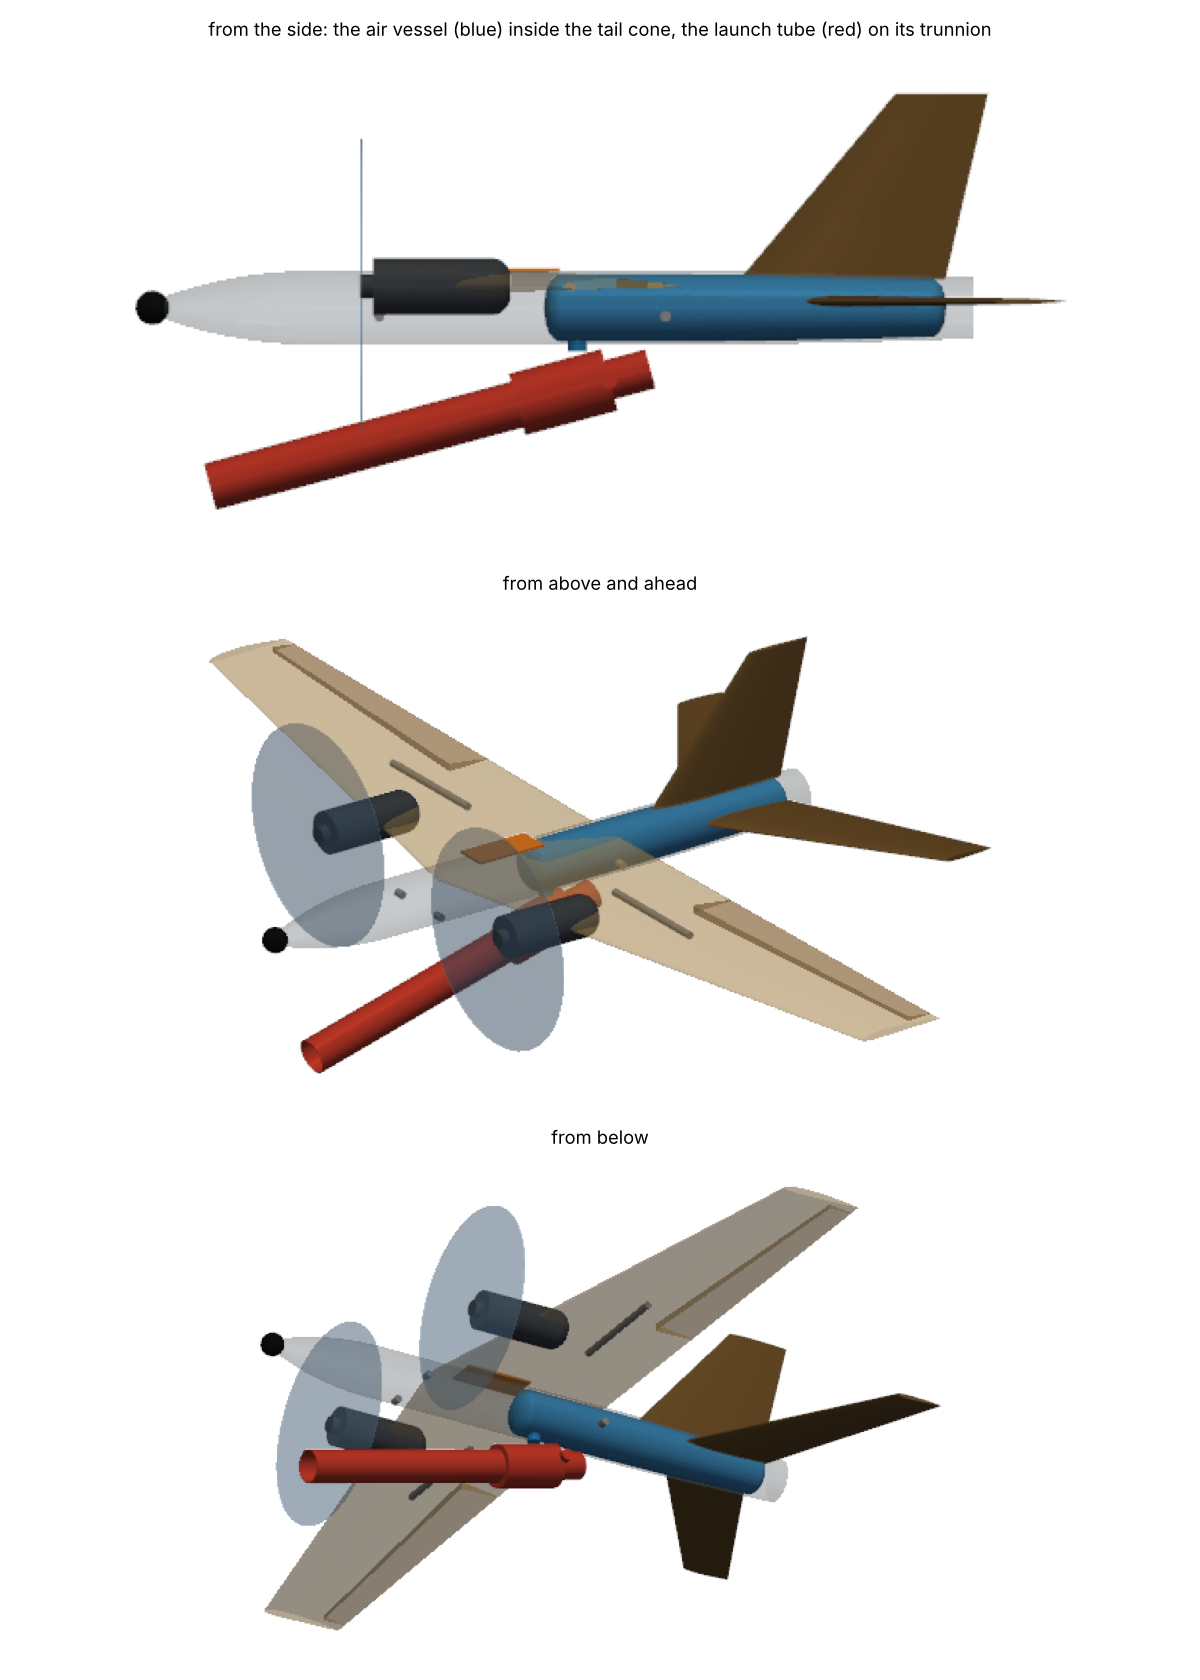 from the side: the air vessel (blue) inside the tail cone, the launch tube (red) on its trunnion
from above and ahead
from below